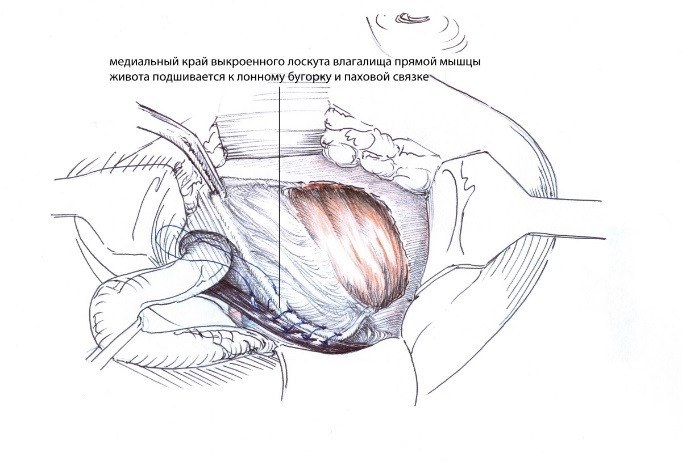 медиальный край выкроенного лоскута влагалища прямой мышцы
живота подшивается к лонному бугорку и паховой связке